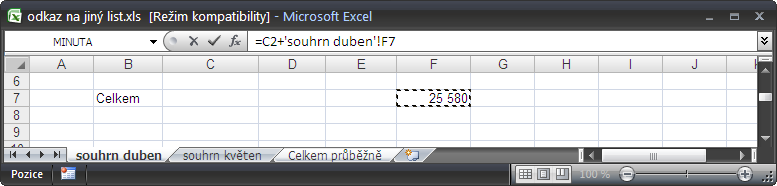 odkaz na jiný list.xls [Režim kompatibility] - Microsoft Excel
MINUTA fx =C2+'souhrn duben'!F7
A B C D E F G H I J
6
7 Celkem 25 580
8
9
souhrn duben souhrn květen Celkem průběžně
Pozice 100 %